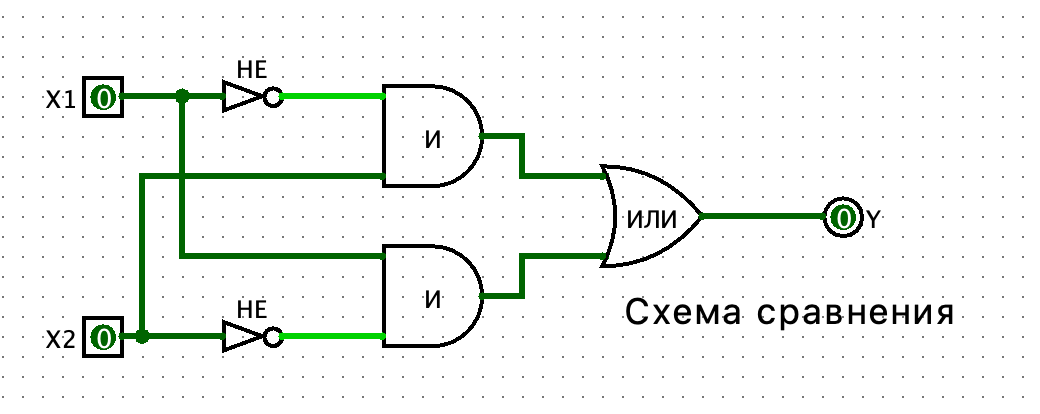 НЕ
X1 0
И
ИЛИ
0 Y
И
НЕ
Схема сравнения
X2 0